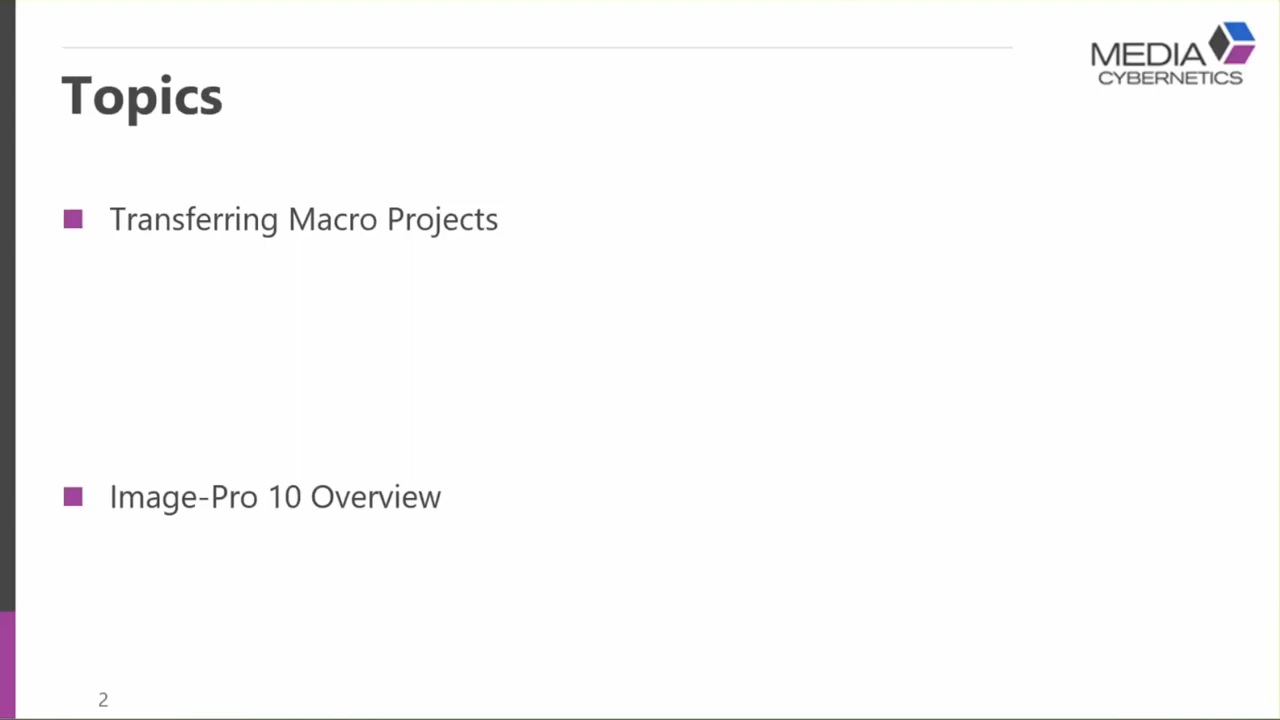 MEDIA
CYBERNETICS
Topics
Transferring Macro Projects
Image-Pro 10 Overview
2